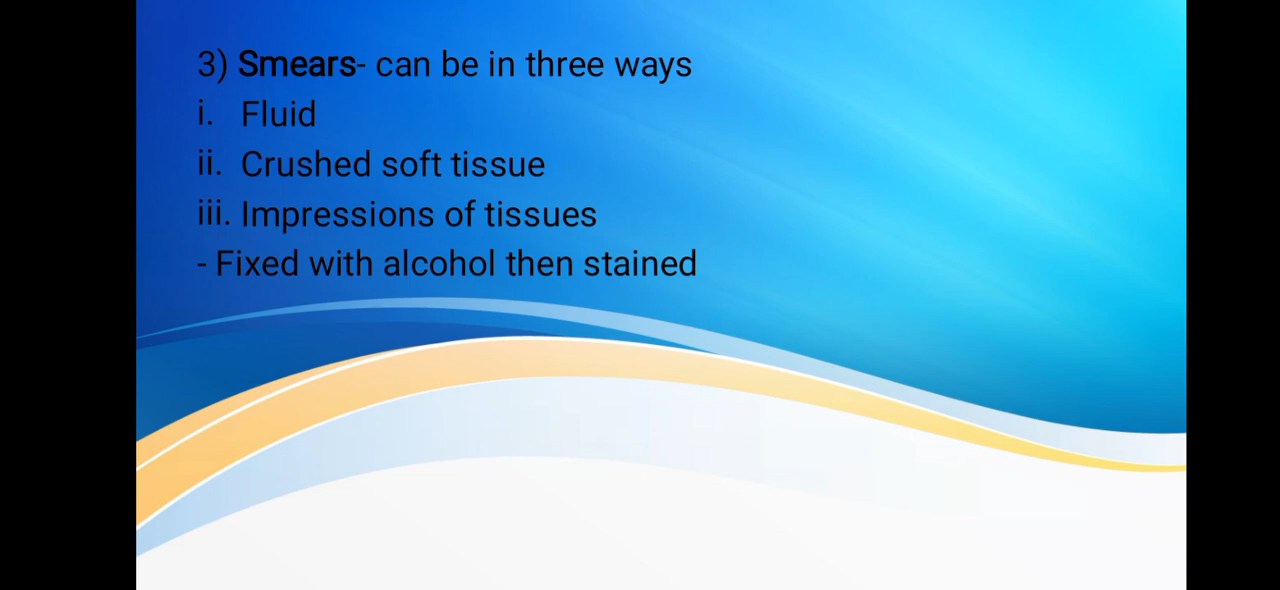 3) Smears- can be in three ways
i. Fluid
ii. Crushed soft tissue
iii. Impressions of tissues
- Fixed with alcohol then stained